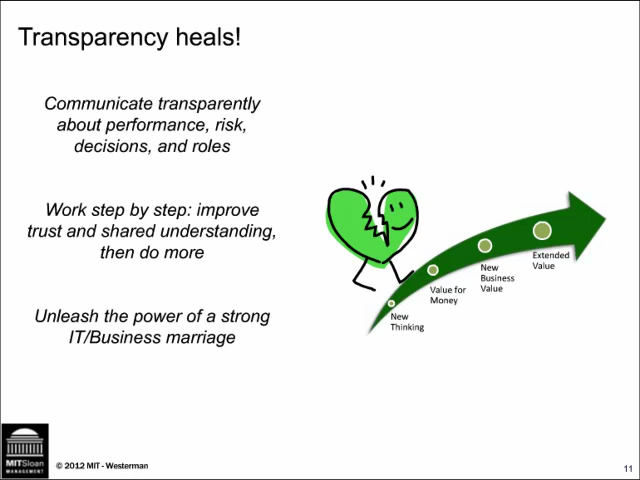 Transparency heals!
Communicate transparently
about performance, risk,
decisions, and roles
Work step by step: improve
trust and shared understanding,
then do more
Unleash the power of a strong
IT/Business marriage
New
Thinking
Value for
Money
New
Business
Value
Extended
Value
MITSloan
MANAGEMENT
© 2012 MIT - Westerman
11